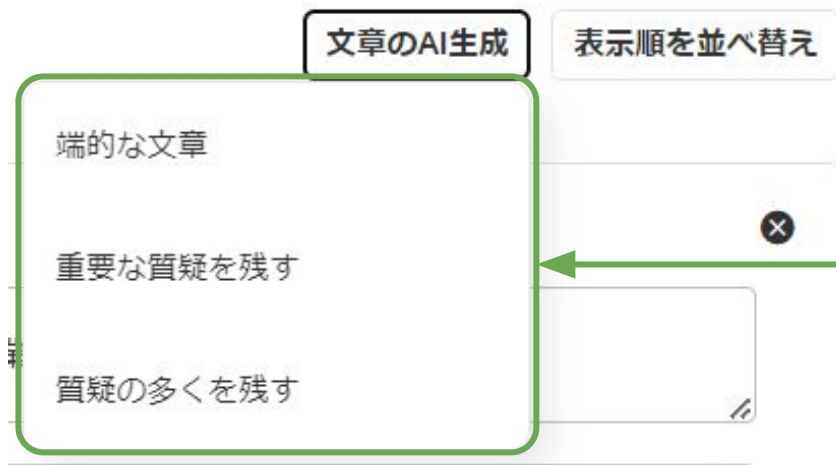 文章のAI生成
表示順を並べ替え
端的な文章
重要な質疑を残す
質疑の多くを残す